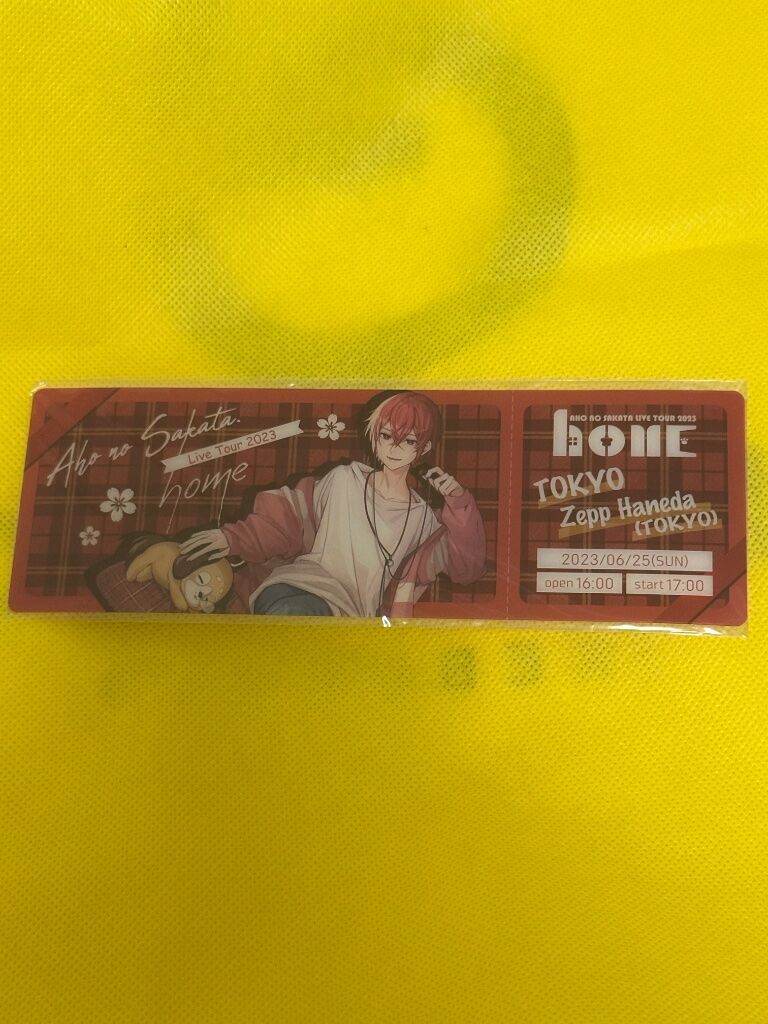 Aho no Sakata.
Live Tour 2023
home
AHO NO SAKATA LIVE TOUR 2023
home
TOKYO
Zepp Haneda
(TOKYO)
2023/06/25(SUN)
open 16:00 start 17:00